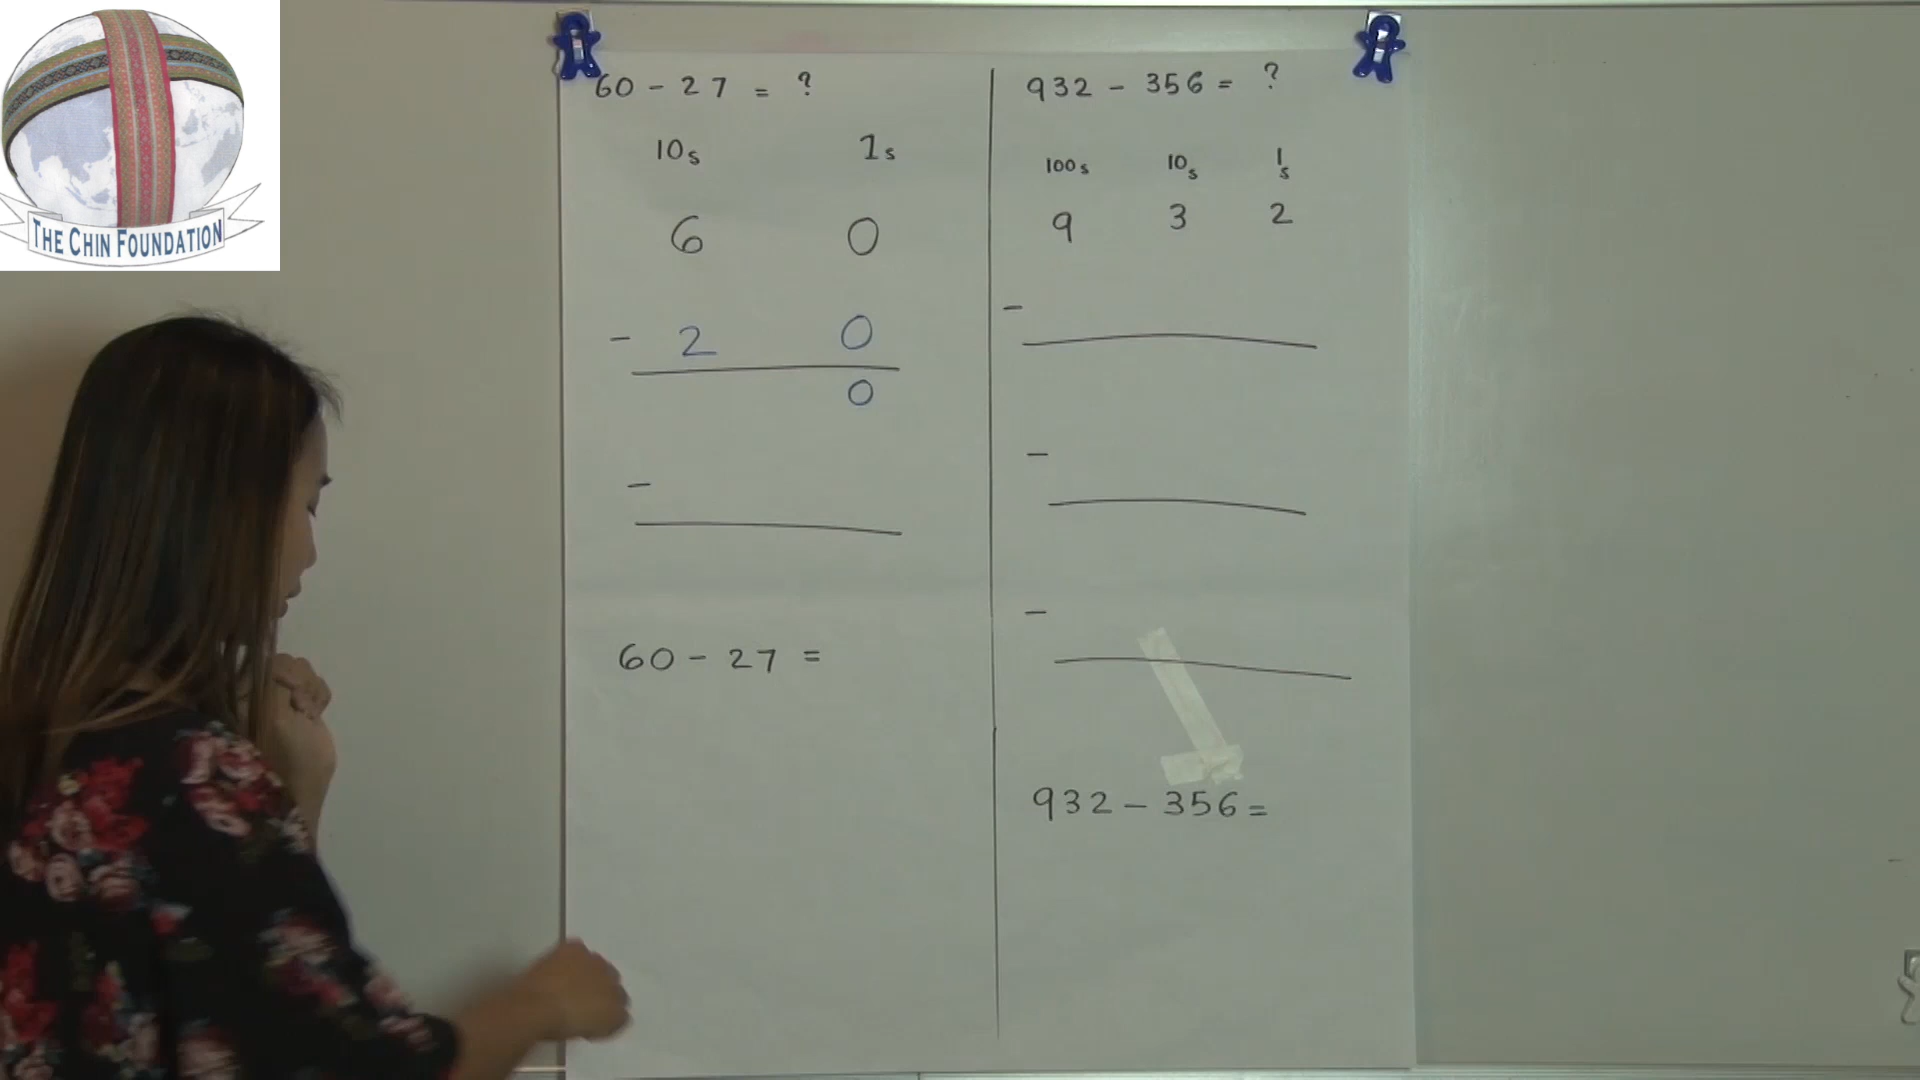 THE CHIN FOUNDATION
60 - 27 = ?
10s 1s
6 0
- 2 0
0
-
60 - 27 =
932 - 356 = ?
100s 10s 1s
9 3 2
-
-
-
932 - 356 =